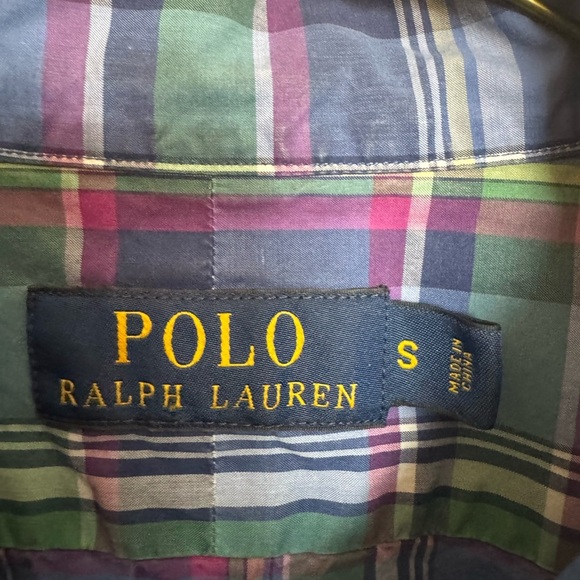 POLO
RALPH LAUREN
S
MADE IN
CHINA